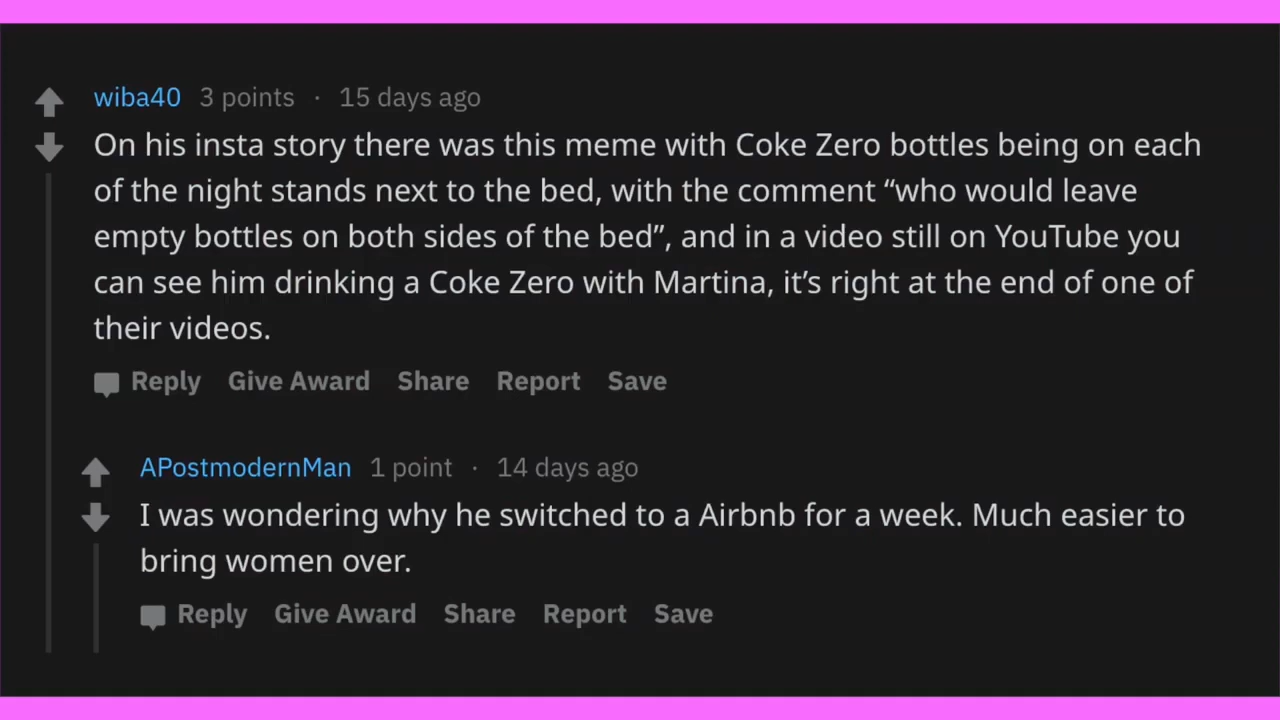 wiba40 3 points · 15 days ago
On his insta story there was this meme with Coke Zero bottles being on each
of the night stands next to the bed, with the comment “who would leave
empty bottles on both sides of the bed”, and in a video still on YouTube you
can see him drinking a Coke Zero with Martina, it’s right at the end of one of
their videos.
Reply Give Award Share Report Save
APostmodernMan 1 point · 14 days ago
I was wondering why he switched to a Airbnb for a week. Much easier to
bring women over.
Reply Give Award Share Report Save